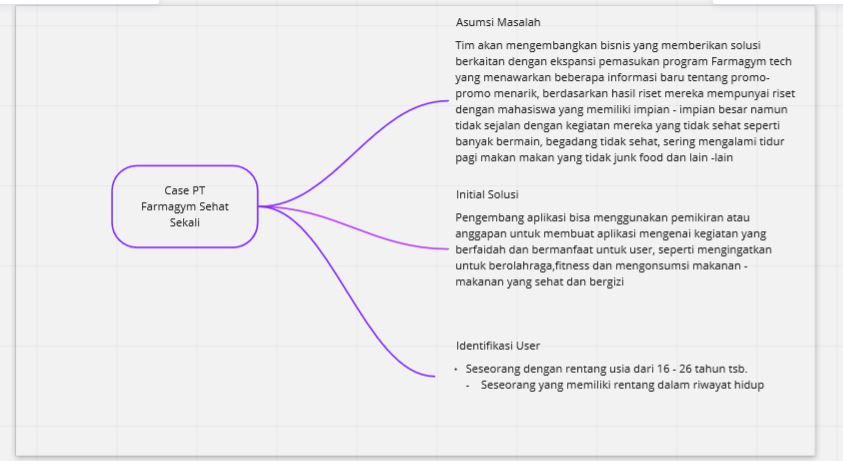 Asumsi Masalah
Tim akan mengembangkan bisnis yang memberikan solusi
berkaitan dengan ekspansi pemasukan program Farmagym tech
yang menawarkan beberapa informasi baru tentang promo-
promo menarik, berdasarkan hasil riset mereka mempunyai riset
dengan mahasiswa yang memiliki impian - impian besar namun
tidak sejalan dengan kegiatan mereka yang tidak sehat seperti
banyak bermain, begadang tidak sehat, sering mengalami tidur
pagi makan makan yang tidak junk food dan lain -lain
Case PT
Farmagym Sehat
Sekali
Initial Solusi
Pengembang aplikasi bisa menggunakan pemikiran atau
anggapan untuk membuat aplikasi mengenai kegiatan yang
berfaidah dan bermanfaat untuk user, seperti mengingatkan
untuk berolahraga,fitness dan mengonsumsi makanan -
makanan yang sehat dan bergizi
Identifikasi User
• Seseorang dengan rentang usia dari 16 - 26 tahun tsb.
- Seseorang yang memiliki rentang dalam riwayat hidup